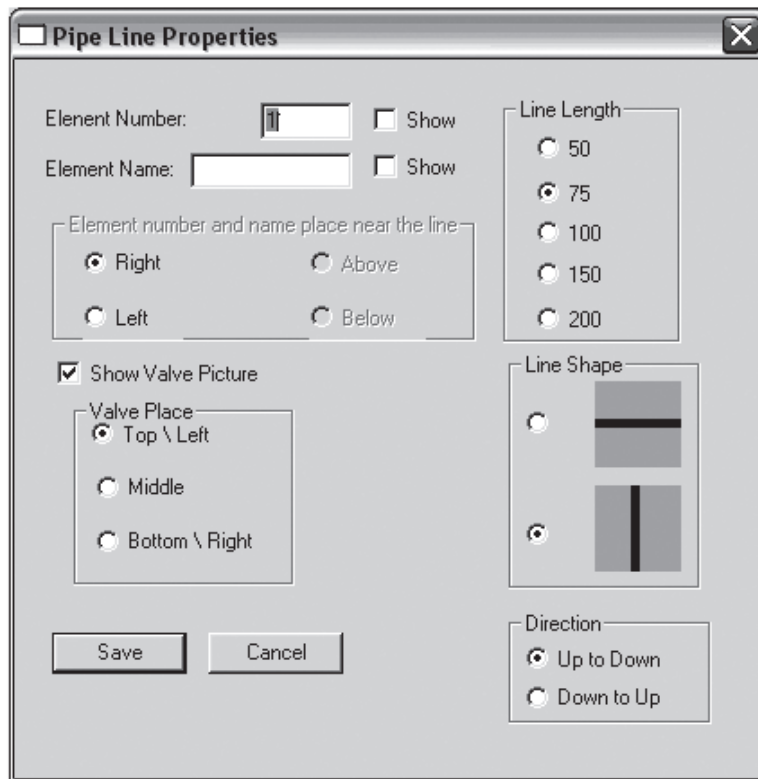 Pipe Line Properties
Elenent Number: 1 Show
Element Name: Show
Element number and name place near the line
Right Above
Left Below
Show Valve Picture
Valve Place
Top \ Left
Middle
Bottom \ Right
Save Cancel
Line Length
50
75
100
150
200
Line Shape
Direction
Up to Down
Down to Up